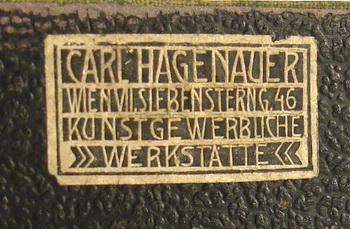 CARL HAGENAUER
WIEN VII. SIEBENSTERNG. 46
KUNSTGEWERBLICHE
» WERKSTÄTTE «